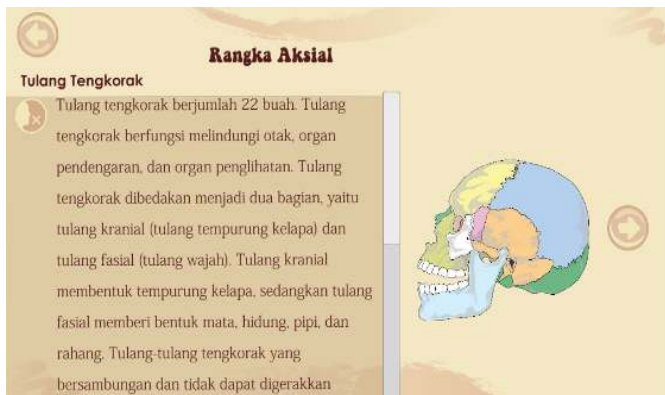 Rangka Aksial
Tulang Tengkorak
Tulang tengkorak berjumlah 22 buah. Tulang
tengkorak berfungsi melindungi otak, organ
pendengaran, dan organ penglihatan. Tulang
tengkorak dibedakan menjadi dua bagian, yaitu
tulang kranial (tulang tempurung kelapa) dan
tulang fasial (tulang wajah). Tulang kranial
membentuk tempurung kelapa, sedangkan tulang
fasial memberi bentuk mata, hidung, pipi, dan
rahang. Tulang-tulang tengkorak yang
bersambungan dan tidak dapat digerakkan